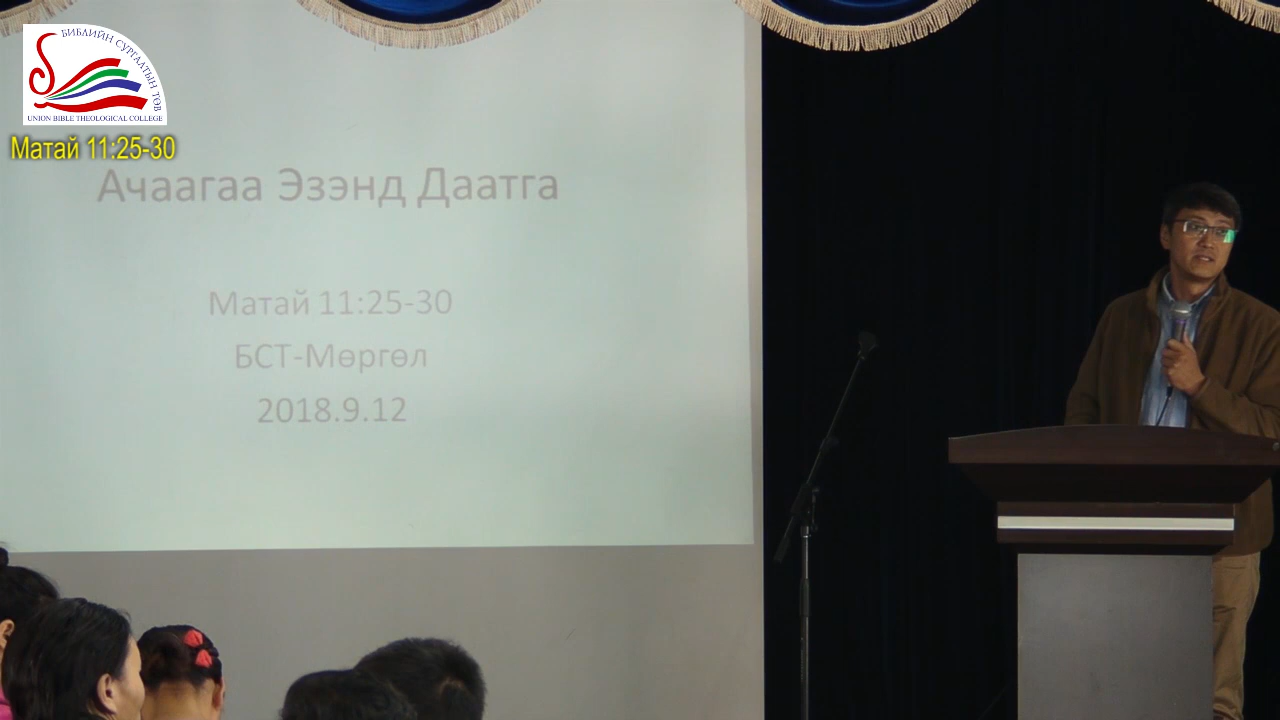 БИБЛИЙН СУРГАЛТЫН ТӨВ
UNION BIBLE THEOLOGICAL COLLEGE
Матай 11:25-30
Ачаагаа Эзэнд Даатга
Матай 11:25-30
БСТ-Мөргөл
2018.9.12